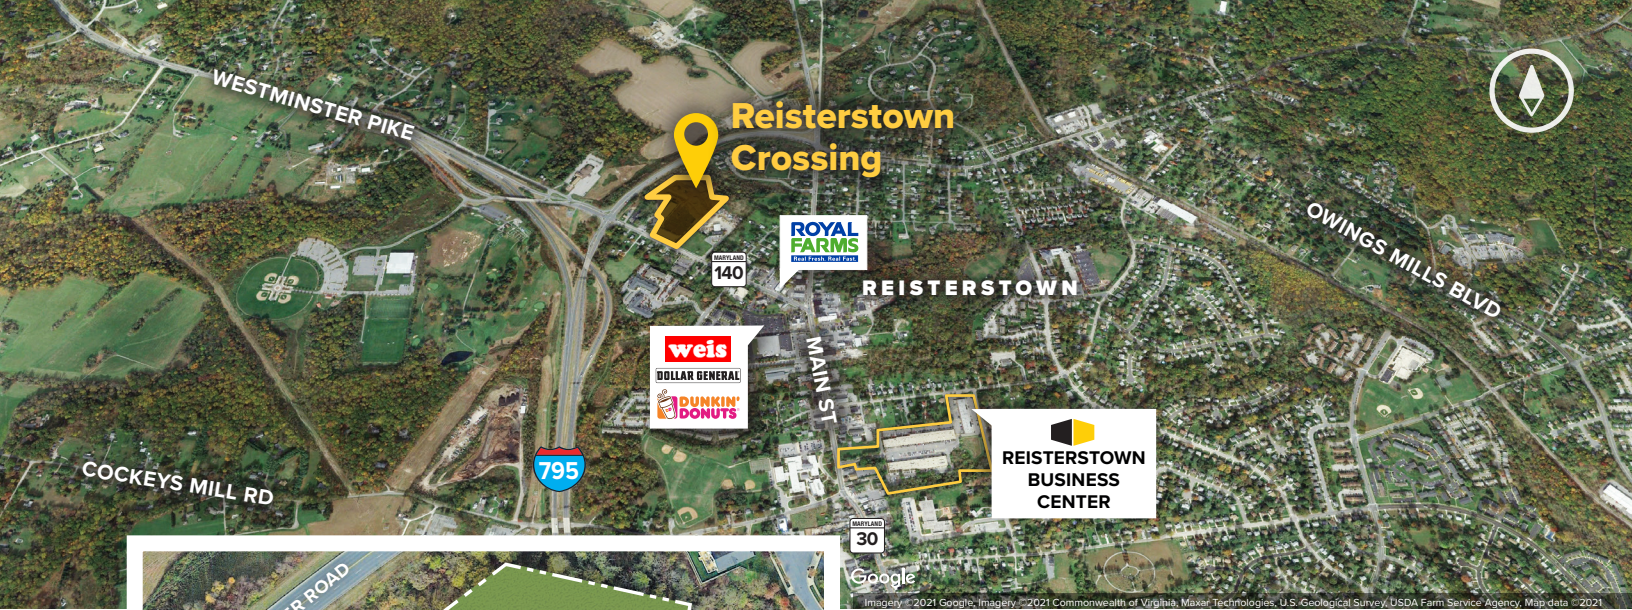 WESTMINSTER PIKE
Reisterstown
Crossing
ROYAL
FARMS
Real Fresh. Real Fast.
OWINGS MILLS BLVD
MARYLAND
140
REISTERSTOWN
weis
DOLLAR GENERAL
DUNKIN'
DONUTS
MAIN ST
795
COCKEYS MILL RD
REISTERSTOWN
BUSINESS
CENTER
MARYLAND
30
ER ROAD
Google
Imagery ©2021 Google, Imagery ©2021 Commonwealth of Virginia, Maxar Technologies, U.S. Geological Survey, USDA Farm Service Agency, Map data ©2021